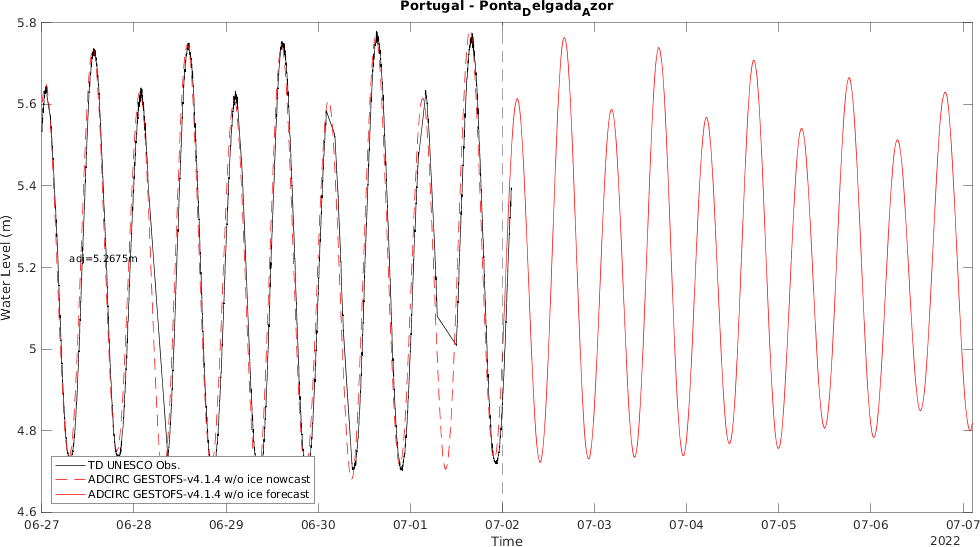 Portugal - PontaDelgadaAzor
5.8
5.6
5.4
5.2
5
4.8
4.6
Water Level (m)
adj=5.2675m
TD UNESCO Obs.
ADCIRC GESTOFS-v4.1.4 w/o ice nowcast
ADCIRC GESTOFS-v4.1.4 w/o ice forecast
06-27 06-28 06-29 06-30 07-01 07-02 07-03 07-04 07-05 07-06 07-07
Time
2022